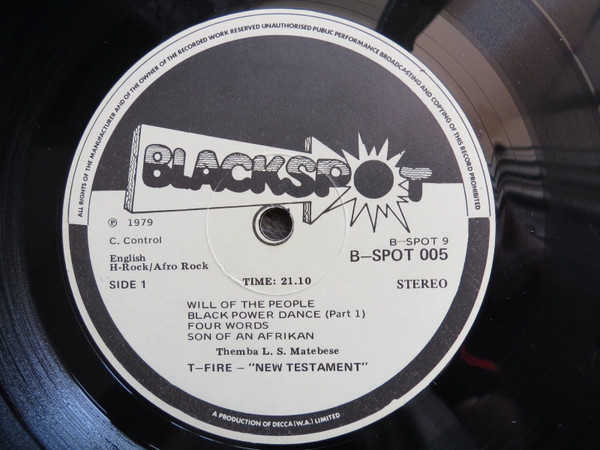 ALL RIGHTS OF THE MANUFACTURER AND OF THE OWNER OF THE RECORDED WORK RESERVED UNAUTHORISED PUBLIC PERFORMANCE BROADCASTING AND COPYING OF THIS RECORD PROHIBITED
BLACKSPOT
℗ 1979
C. Control
B-SPOT 9
B-SPOT 005
English
H-Rock/Afro Rock
SIDE 1
TIME: 21.10
STEREO
WILL OF THE PEOPLE
BLACK POWER DANCE (Part 1)
FOUR WORDS
SON OF AN AFRIKAN
Themba L. S. Matebese
T-FIRE - "NEW TESTAMENT"
A PRODUCTION OF DECCA (W.A.) LIMITED